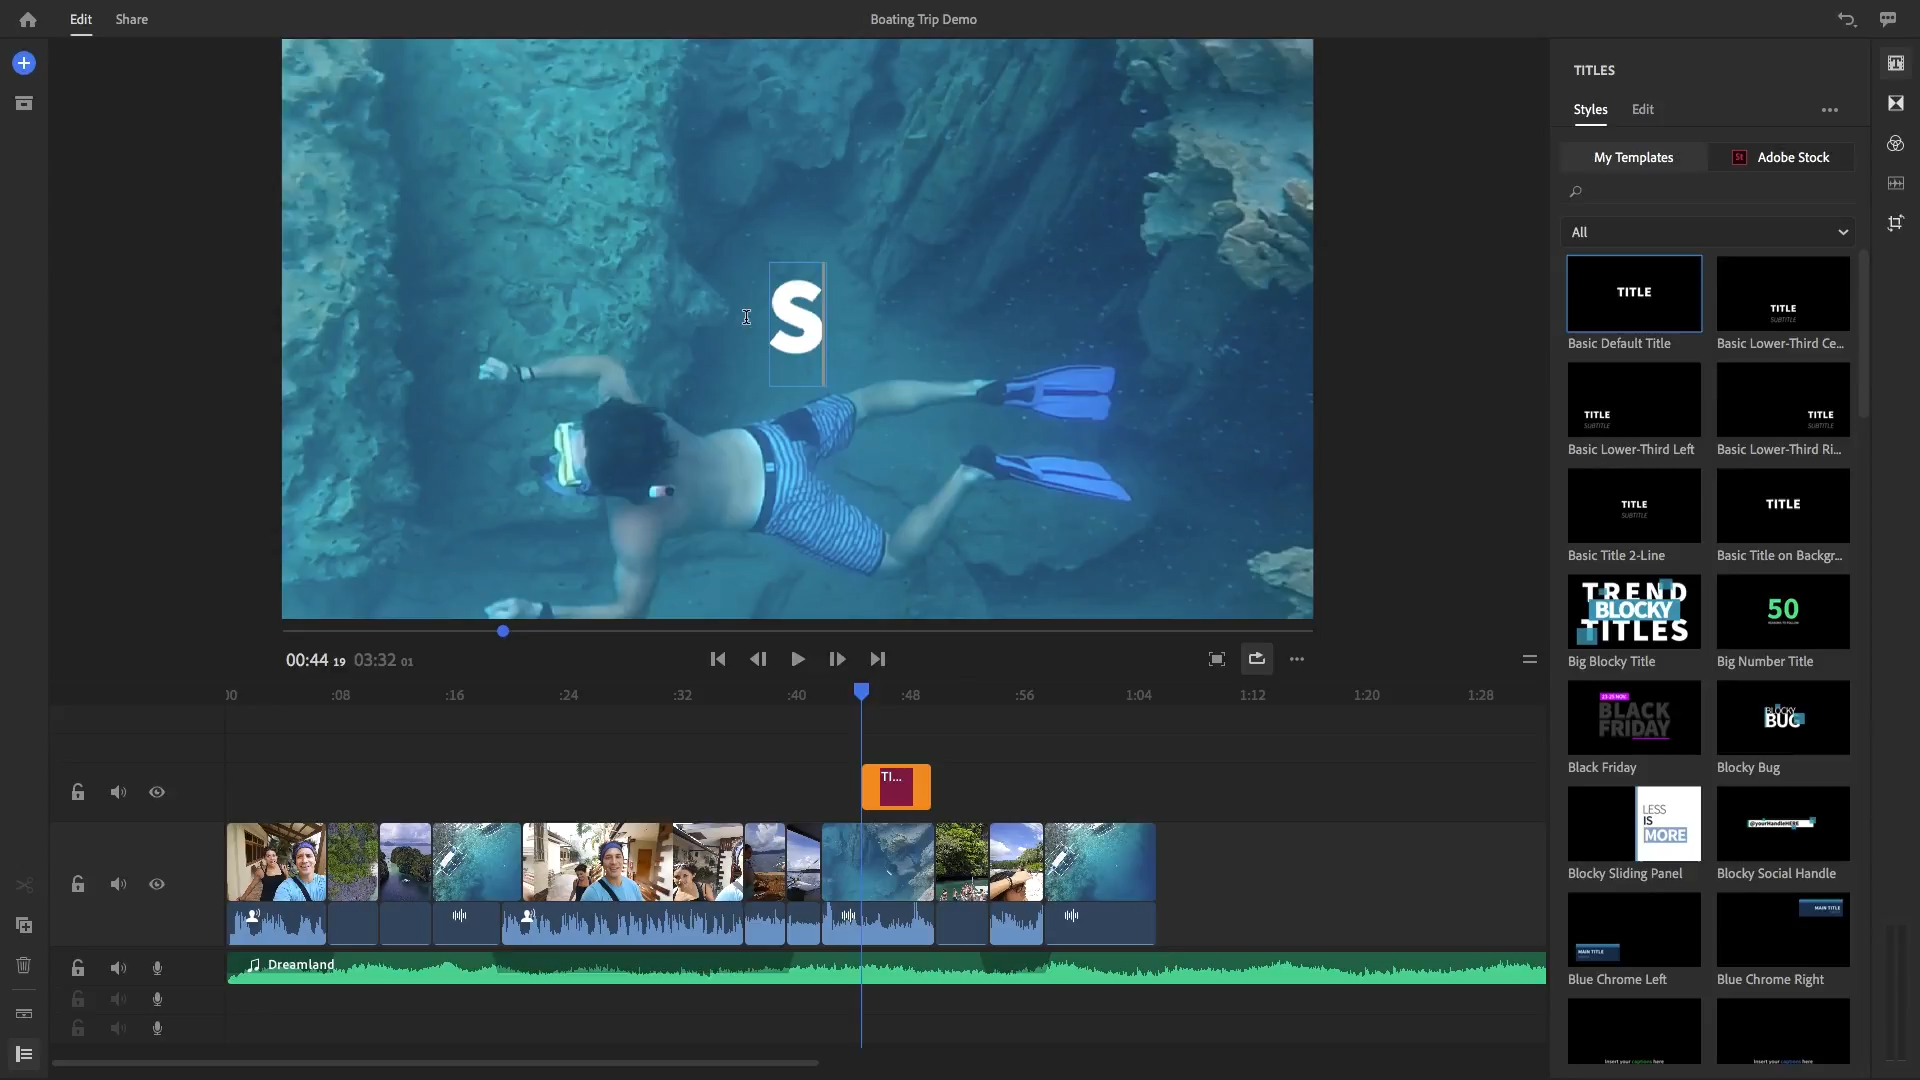 Edit Share Boating Trip Demo
S
TITLES
Styles Edit
My Templates St Adobe Stock
All
TITLE
TITLE
SUBTITLE
Basic Default Title Basic Lower-Third Ce...
TITLE
SUBTITLE
TITLE
SUBTITLE
Basic Lower-Third Left Basic Lower-Third Ri...
TITLE
SUBTITLE
TITLE
Basic Title 2-Line Basic Title on Backgr...
TREND
BLOCKY
TITLES
50
Big Blocky Title Big Number Title
BLACK
FRIDAY
BLOCKY
BUG
Black Friday Blocky Bug
LESS
IS
MORE
@yourHandleHERE
Blocky Sliding Panel Blocky Social Handle
MAIN TITLE
MAIN TITLE
Blue Chrome Left Blue Chrome Right
Insert your captions here Insert your captions here
00:44 19 03:32 01
:00 :08 :16 :24 :32 :40 :48 :56 1:04 1:12 1:20 1:28
TI...
Dreamland